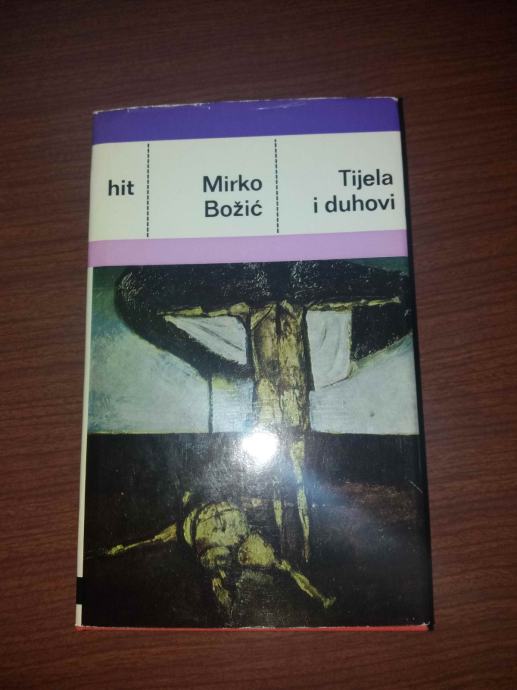 hit
Mirko
Božić
Tijela
i duhovi